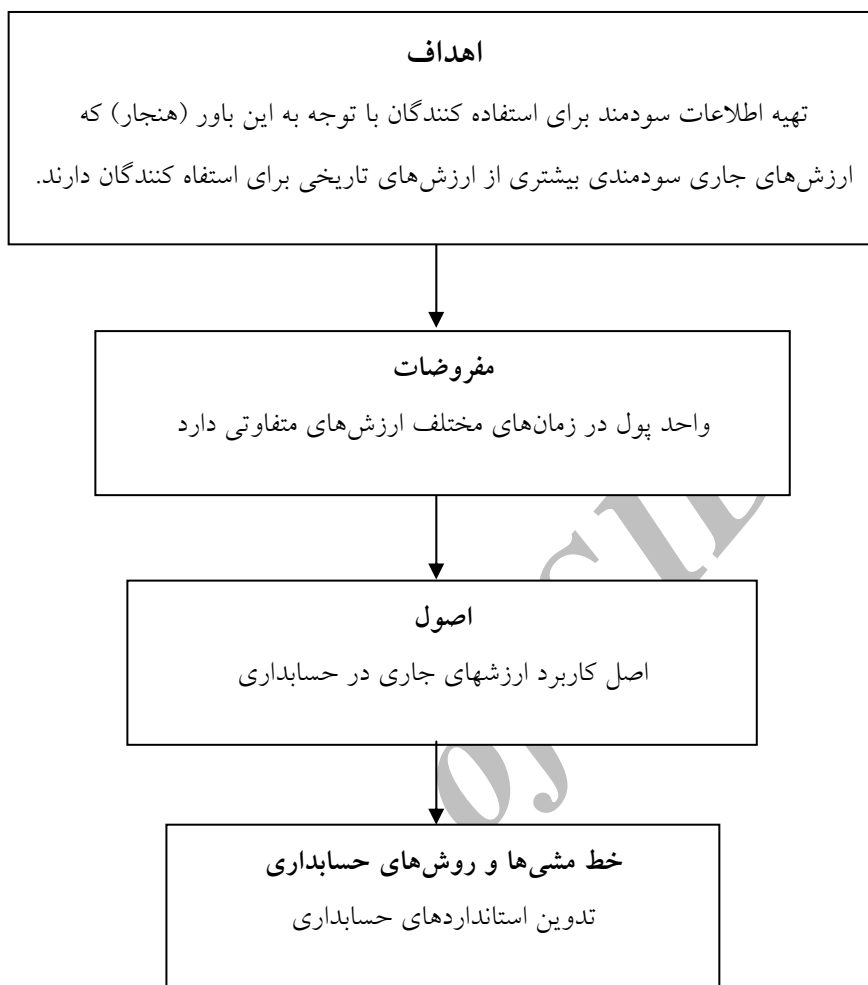 اهداف
تهیه اطلاعات سودمند برای استفاده کنندگان با توجه به این باور (هنجار) که
ارزش‌های جاری سودمندی بیشتری از ارزش‌های تاریخی برای استفاه کنندگان دارند.
مفروضات
واحد پول در زمان‌های مختلف ارزش‌های متفاوتی دارد
اصول
اصل کاربرد ارزشهای جاری در حسابداری
خط مشی‌ها و روش‌های حسابداری
تدوین استانداردهای حسابداری